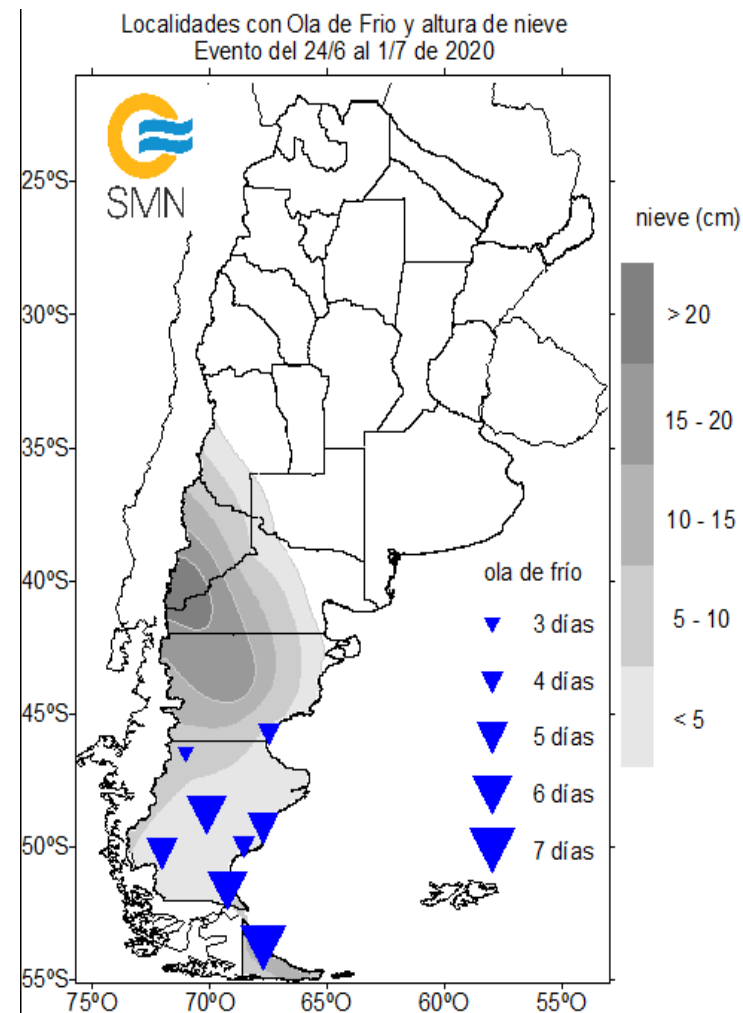 Localidades con Ola de Frio y altura de nieve
Evento del 24/6 al 1/7 de 2020
SMN
25ºS
30ºS
35ºS
40ºS
45ºS
50ºS
55ºS
75ºO
70ºO
65ºO
60ºO
55ºO
ola de frío
3 días
4 días
5 días
6 días
7 días
nieve (cm)
> 20
15 - 20
10 - 15
5 - 10
< 5